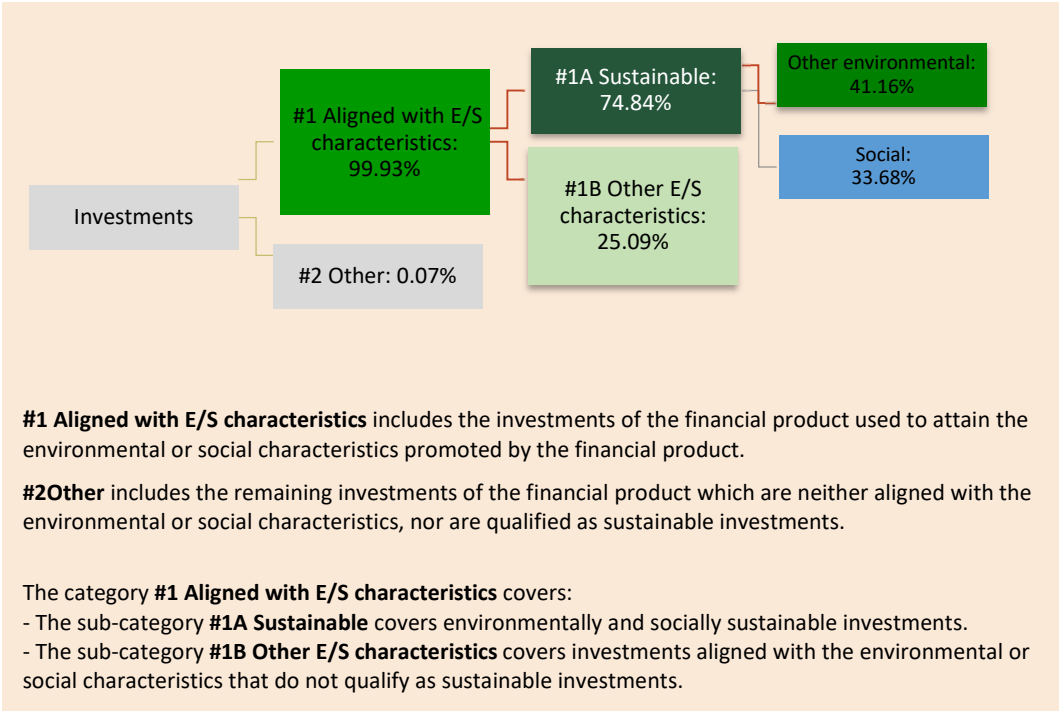 Investments
#1 Aligned with E/S
characteristics:
99.93%
#2 Other: 0.07%
#1A Sustainable:
74.84%
#1B Other E/S
characteristics:
25.09%
Other environmental:
41.16%
Social:
33.68%
#1 Aligned with E/S characteristics includes the investments of the financial product used to attain the
environmental or social characteristics promoted by the financial product.
#2Other includes the remaining investments of the financial product which are neither aligned with the
environmental or social characteristics, nor are qualified as sustainable investments.
The category #1 Aligned with E/S characteristics covers:
- The sub-category #1A Sustainable covers environmentally and socially sustainable investments.
- The sub-category #1B Other E/S characteristics covers investments aligned with the environmental or
social characteristics that do not qualify as sustainable investments.